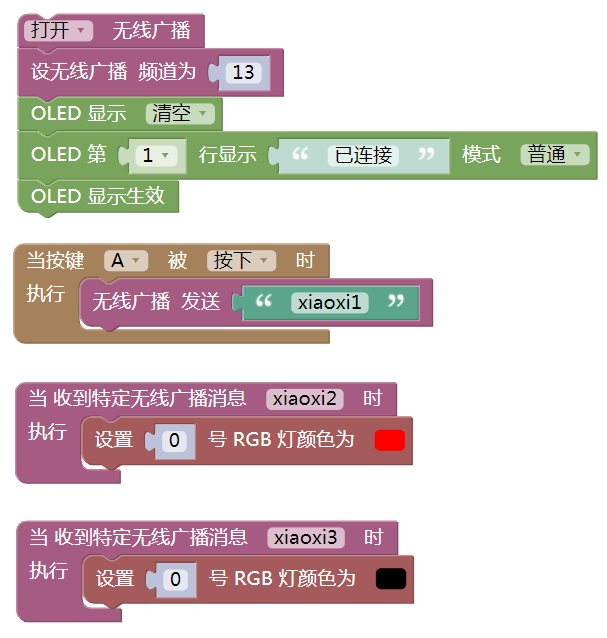 打开 无线广播
设无线广播 频道为 13
OLED 显示 清空
OLED 第 1 行显示 “ 已连接 ” 模式 普通
OLED 显示生效
当按键 A 被 按下 时
执行 无线广播 发送 “ xiaoxi1 ”
当 收到特定无线广播消息 xiaoxi2 时
执行 设置 0 号 RGB 灯颜色为
当 收到特定无线广播消息 xiaoxi3 时
执行 设置 0 号 RGB 灯颜色为